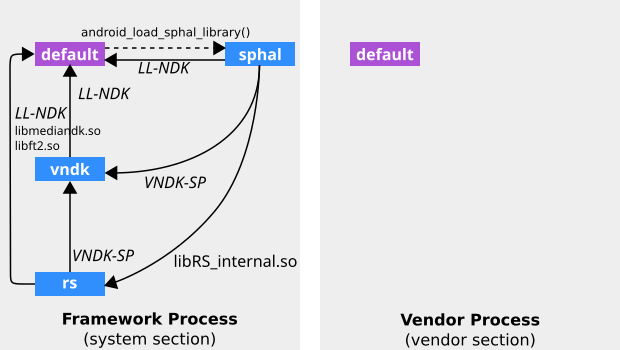 android_load_sphal_library()
default
sphal
LL-NDK
LL-NDK
LL-NDK
libmediandk.so
libft2.so
vndk
VNDK-SP
VNDK-SP
libRS_internal.so
rs
Framework Process
(system section)
default
Vendor Process
(vendor section)